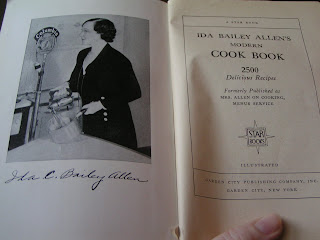 COLUMBIA
Ida C. Bailey Allen
A STAR BOOK
IDA BAILEY ALLEN'S
MODERN
COOK BOOK
2500
Delicious Recipes
Formerly Published as
MRS. ALLEN ON COOKING,
MENUS SERVICE
STAR
BOOKS
ILLUSTRATED
GARDEN CITY PUBLISHING COMPANY, INC.
GARDEN CITY, NEW YORK